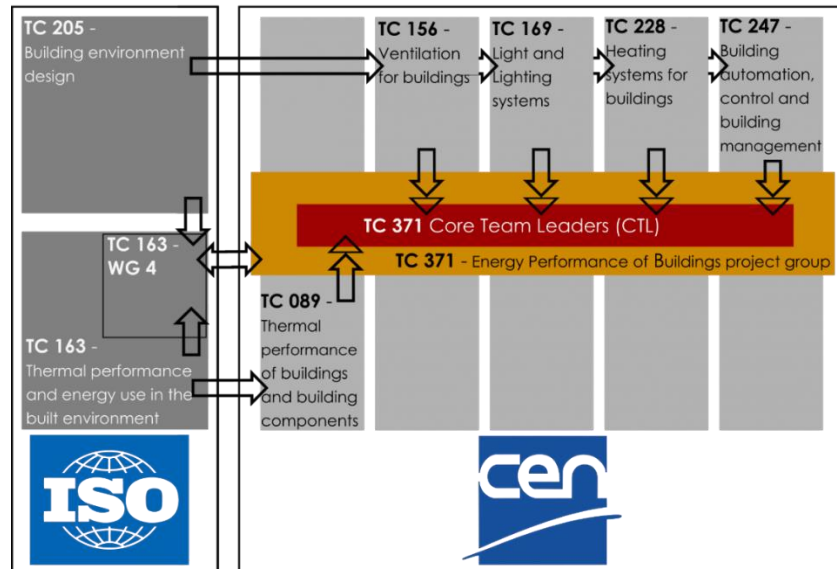 TC 205 -
Building environment
design
TC 163 -
WG 4
TC 163 -
Thermal performance
and energy use in the
built environment
ISO
TC 156 -
Ventilation
for buildings
TC 169 -
Light and
Lighting
systems
TC 228 -
Heating
systems for
buildings
TC 247 -
Building
automation,
control and
building
management
TC 371 Core Team Leaders (CTL)
TC 371 - Energy Performance of Buildings project group
TC 089 -
Thermal
performance
of buildings
and building
components
cen